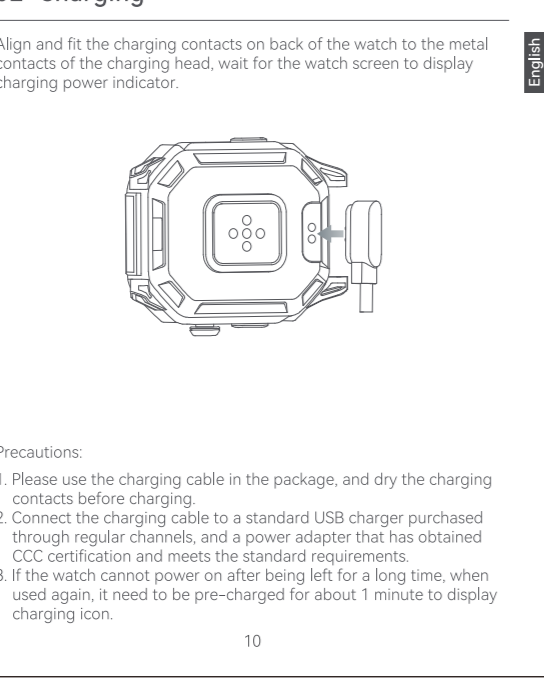 Charging
English
Align and fit the charging contacts on back of the watch to the metal
contacts of the charging head, wait for the watch screen to display
charging power indicator.
Precautions:
1. Please use the charging cable in the package, and dry the charging
contacts before charging.
2. Connect the charging cable to a standard USB charger purchased
through regular channels, and a power adapter that has obtained
CCC certification and meets the standard requirements.
3. If the watch cannot power on after being left for a long time, when
used again, it need to be pre-charged for about 1 minute to display
charging icon.
10